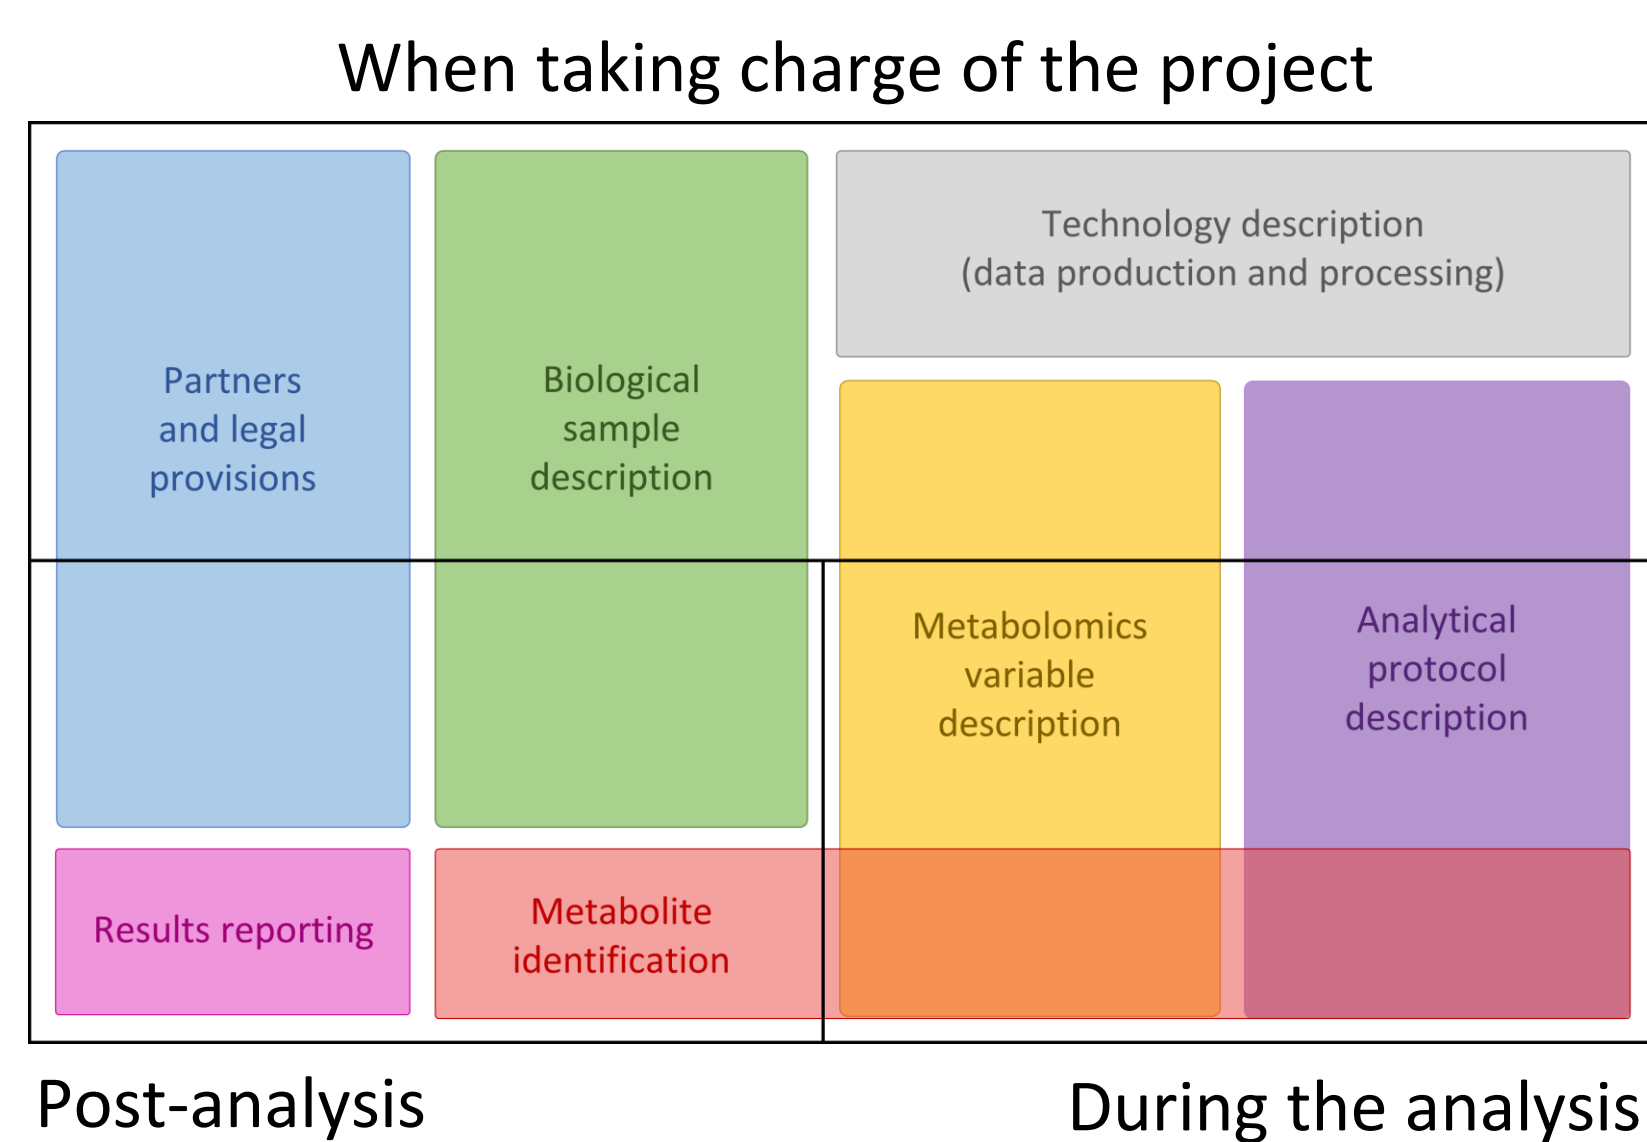 When taking charge of the project
Technology description
(data production and processing)
Partners
and legal
provisions
Biological
sample
description
Metabolomics
variable
description
Analytical
protocol
description
Results reporting
Metabolite
identification
Post-analysis
During the analysis